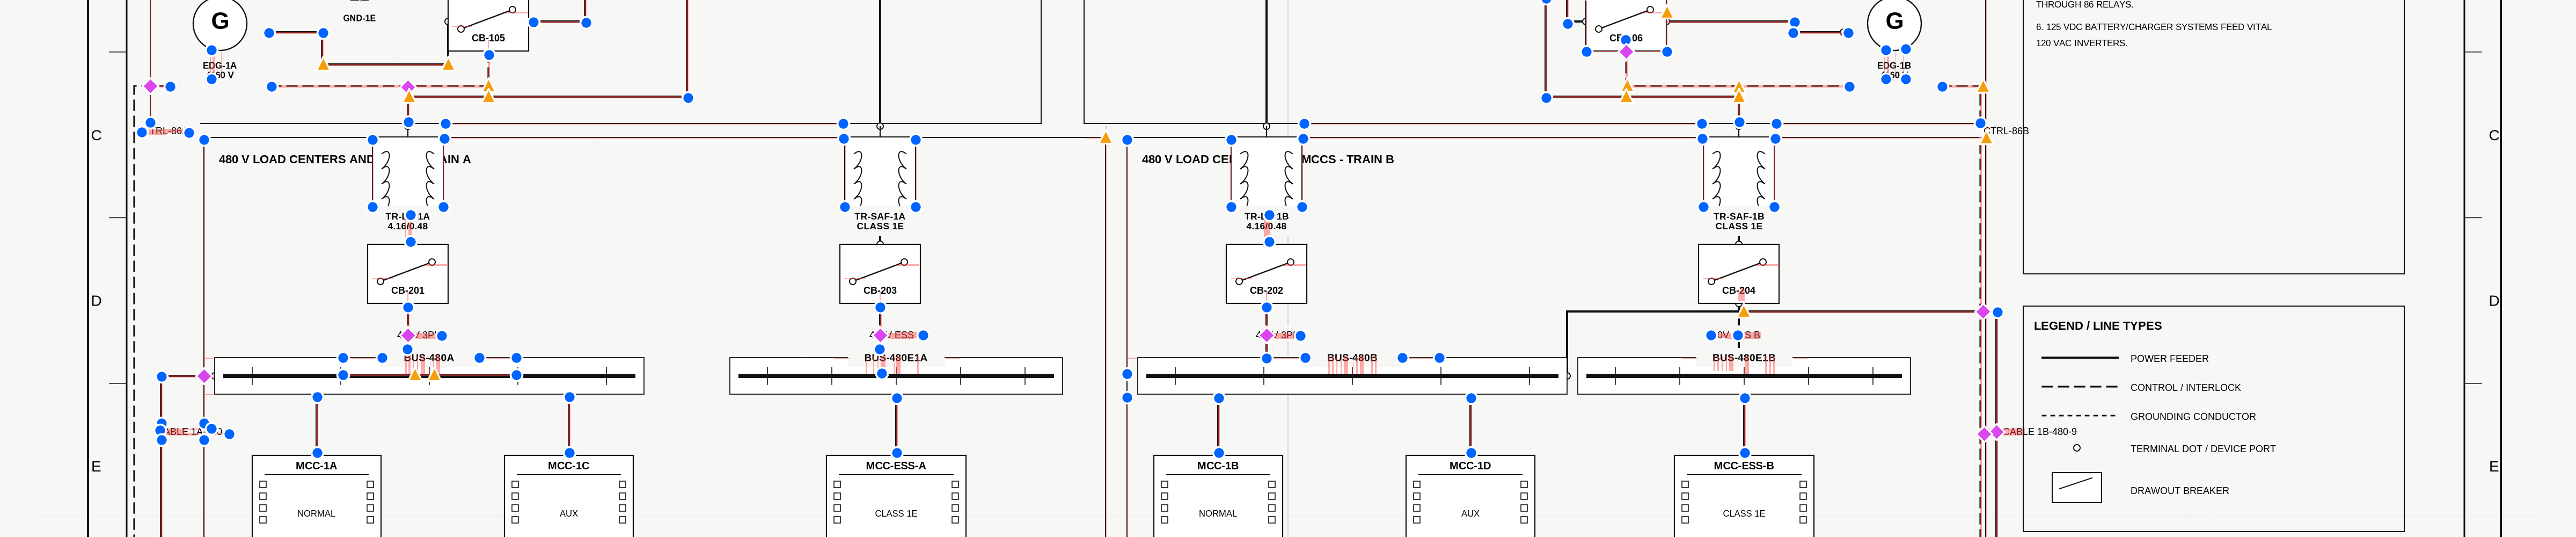 THROUGH 86 RELAYS.
6. 125 VDC BATTERY/CHARGER SYSTEMS FEED VITAL
120 VAC INVERTERS.
G
GND-1E
CB-105
G
EDG-1A
EDG-1B
C
CTRL-86B
C
480 V LOAD CENTERS AND
TRAIN A
MCCS - TRAIN B
4.16/0.48
TR-SAF-1A
CLASS 1E
4.16/0.48
TR-SAF-1B
CLASS 1E
CB-201
CB-203
CB-202
CB-204
D
D
LEGEND / LINE TYPES
BUS-480A
BUS-480E1A
BUS-480B
BUS-480E1B
POWER FEEDER
CONTROL / INTERLOCK
GROUNDING CONDUCTOR
CABLE 1B-480-9
TERMINAL DOT / DEVICE PORT
E
E
MCC-1A
MCC-1C
MCC-ESS-A
MCC-1B
MCC-1D
MCC-ESS-B
DRAWOUT BREAKER
NORMAL
AUX
CLASS 1E
NORMAL
AUX
CLASS 1E